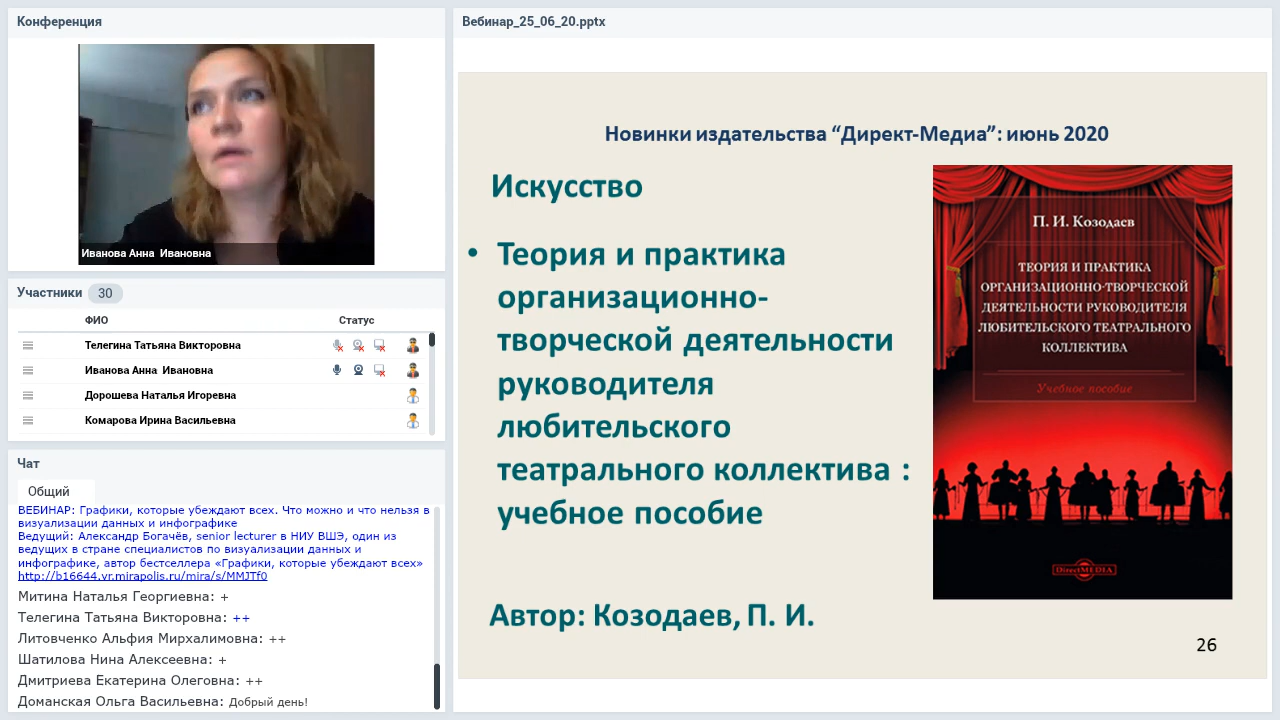 Конференция
Иванова Анна Ивановна
Участники 30
ФИО Статус
Телегина Татьяна Викторовна
Иванова Анна Ивановна
Дорошева Наталья Игоревна
Комарова Ирина Васильевна
Чат
Общий
ВЕБИНАР: Графики, которые убеждают всех. Что можно и что нельзя в
визуализации данных и инфографике
Ведущий: Александр Богачёв, senior lecturer в НИУ ВШЭ, один из
ведущих в стране специалистов по визуализации данных и
инфографике, автор бестселлера «Графики, которые убеждают всех»
http://b16644.vr.mirapolis.ru/mira/s/MMJTf0
Митина Наталья Георгиевна: +
Телегина Татьяна Викторовна: ++
Литовченко Альфия Мирхалимовна: ++
Шатилова Нина Алексеевна: +
Дмитриева Екатерина Олеговна: ++
Доманская Ольга Васильевна: Добрый день!
Вебинар_25_06_20.pptx
Новинки издательства “Директ-Медиа”: июнь 2020
Искусство
• Теория и практика
организационно-
творческой деятельности
руководителя
любительского
театрального коллектива :
учебное пособие
Автор: Козодаев, П. И.
П. И. Козодаев
ТЕОРИЯ И ПРАКТИКА
ОРГАНИЗАЦИОННО-ТВОРЧЕСКОЙ
ДЕЯТЕЛЬНОСТИ РУКОВОДИТЕЛЯ
ЛЮБИТЕЛЬСКОГО ТЕАТРАЛЬНОГО
КОЛЛЕКТИВА
Учебное пособие
DirectMEDIA
26